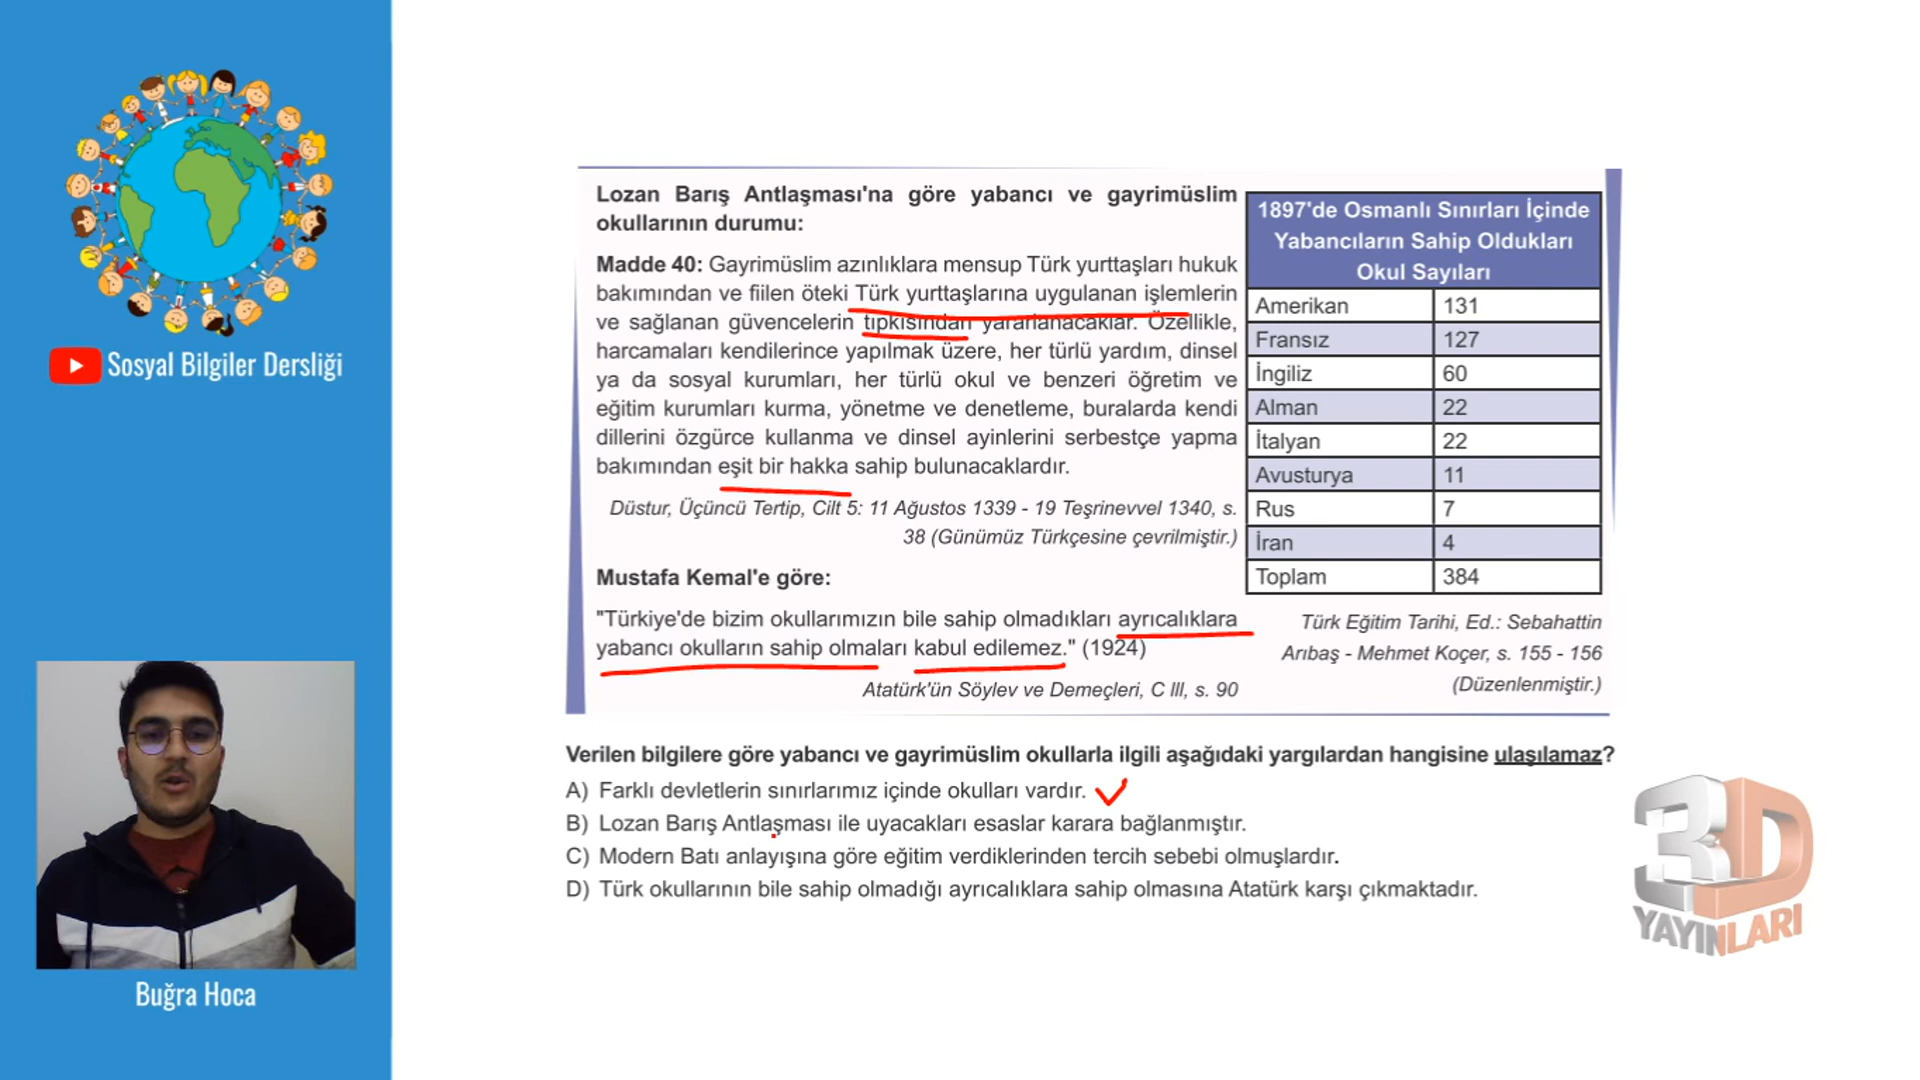 Sosyal Bilgiler Dersliği
Buğra Hoca
Lozan Barış Antlaşması'na göre yabancı ve gayrimüslim
okullarının durumu:
Madde 40: Gayrimüslim azınlıklara mensup Türk yurttaşları hukuk
bakımından ve fiilen öteki Türk yurttaşlarına uygulanan işlemlerin
ve sağlanan güvencelerin tıpkısından yararlanacaklar. Özellikle,
harcamaları kendilerince yapılmak üzere, her türlü yardım, dinsel
ya da sosyal kurumları, her türlü okul ve benzeri öğretim ve
eğitim kurumları kurma, yönetme ve denetleme, buralarda kendi
dillerini özgürce kullanma ve dinsel ayinlerini serbestçe yapma
bakımından eşit bir hakka sahip bulunacaklardır.
Düstur, Üçüncü Tertip, Cilt 5: 11 Ağustos 1339 - 19 Teşrinevvel 1340, s.
38 (Günümüz Türkçesine çevrilmiştir.)
Mustafa Kemal'e göre:
"Türkiye'de bizim okullarımızın bile sahip olmadıkları ayrıcalıklara
yabancı okulların sahip olmaları kabul edilemez." (1924)
Atatürk'ün Söylev ve Demeçleri, C III, s. 90
1897'de Osmanlı Sınırları İçinde
Yabancıların Sahip Oldukları
Okul Sayıları
Amerikan 131
Fransız 127
İngiliz 60
Alman 22
İtalyan 22
Avusturya 11
Rus 7
İran 4
Toplam 384
Türk Eğitim Tarihi, Ed.: Sebahattin
Arıbaş - Mehmet Koçer, s. 155 - 156
(Düzenlenmiştir.)
Verilen bilgilere göre yabancı ve gayrimüslim okullarla ilgili aşağıdaki yargılardan hangisine ulaşılamaz?
A) Farklı devletlerin sınırlarımız içinde okulları vardır.
B) Lozan Barış Antlaşması ile uyacakları esaslar karara bağlanmıştır.
C) Modern Batı anlayışına göre eğitim verdiklerinden tercih sebebi olmuşlardır.
D) Türk okullarının bile sahip olmadığı ayrıcalıklara sahip olmasına Atatürk karşı çıkmaktadır.
3D
YAYINLARI